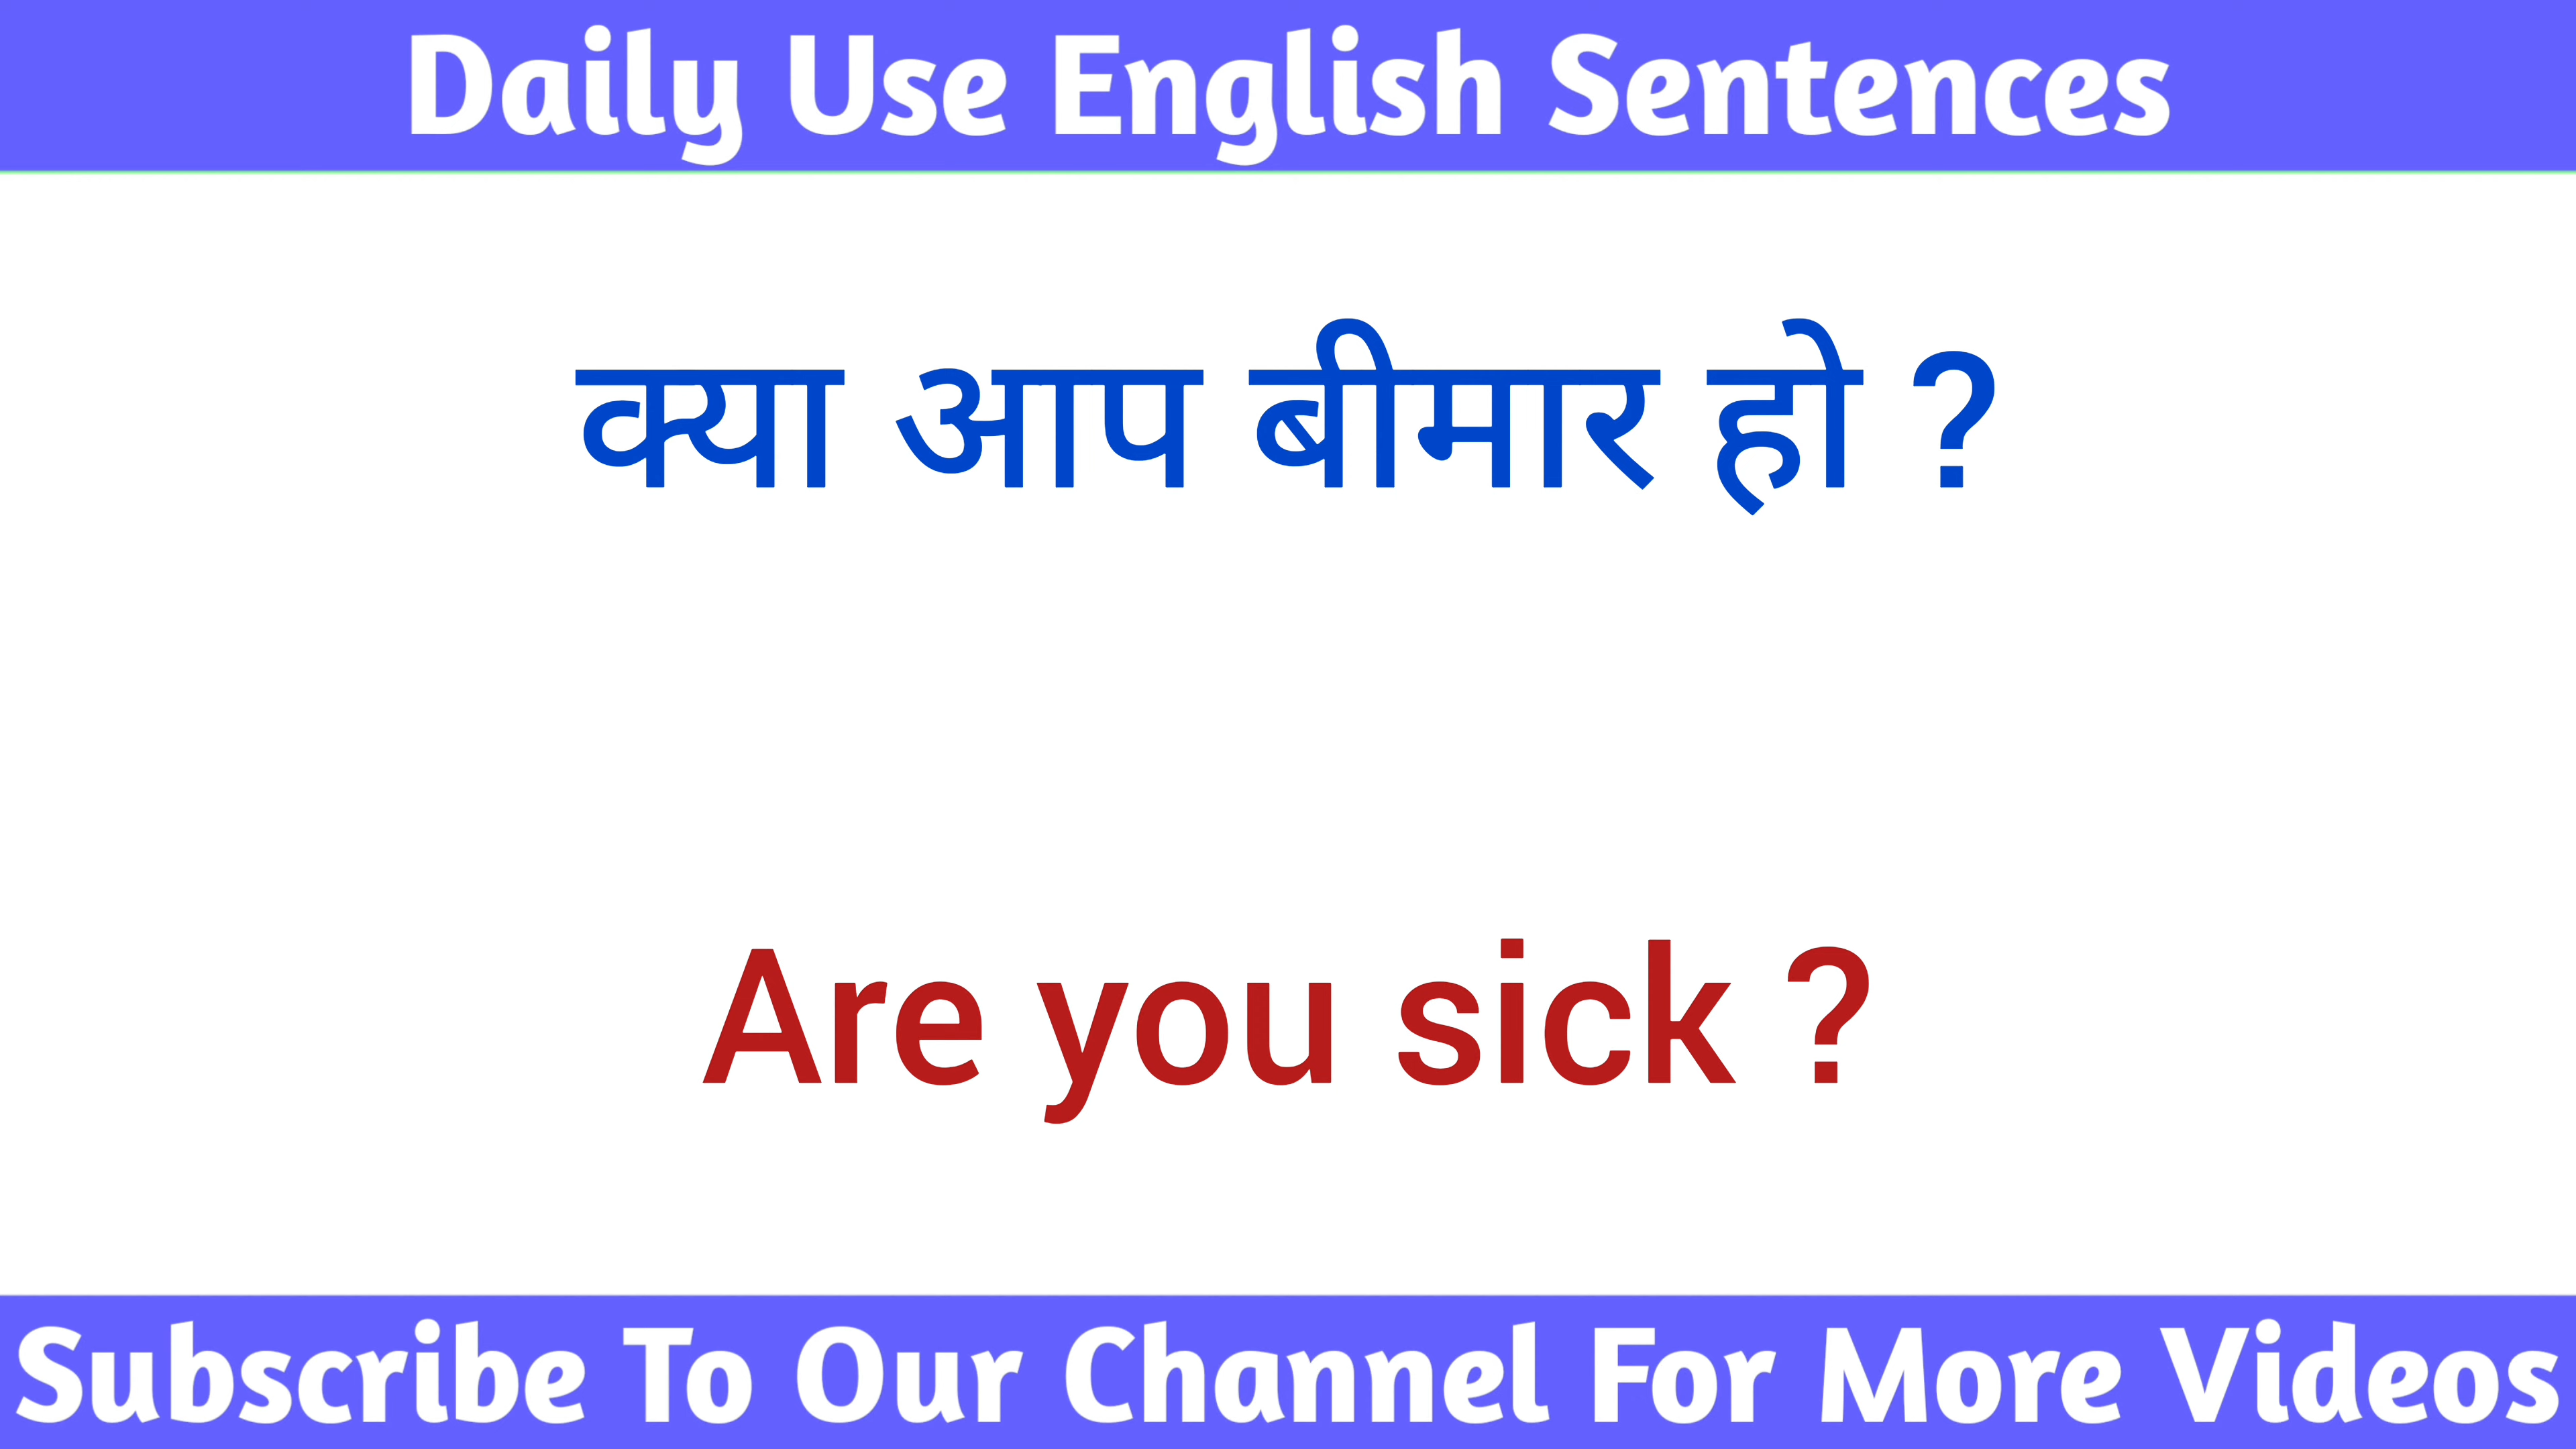 Daily Use English Sentences
क्या आप बीमार हो ?
Are you sick ?
Subscribe To Our Channel For More Videos